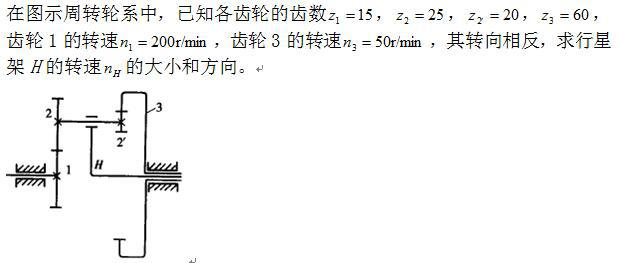 在图示周转轮系中，已知各齿轮的齿数z₁ = 15，z₂ = 25，z₂′ = 20，z₃ = 60，
齿轮 1 的转速n₁ = 200r/min，齿轮 3 的转速n₃ = 50r/min，其转向相反，求行星
架 H 的转速n_H 的大小和方向。↵
2
3
2′
1
H
↵